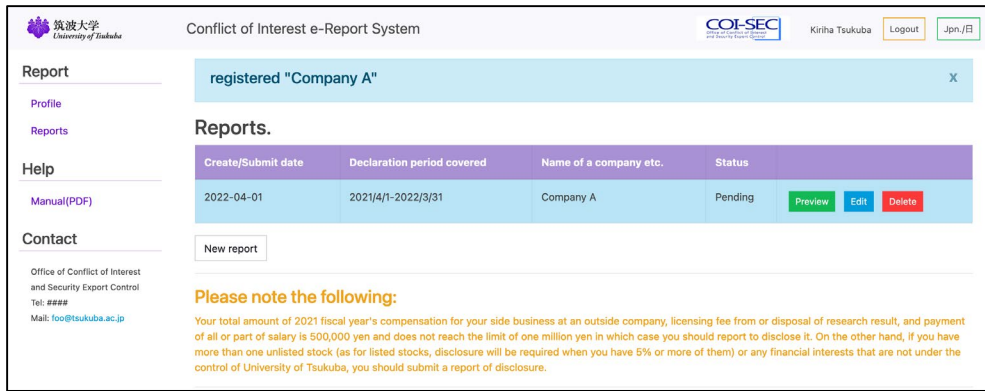 筑波大学
University of Tsukuba
Conflict of Interest e-Report System
COI-SEC
Office of Conflict of Interest
and Security Export Control
Kiriha Tsukuba
Logout
Jpn./日
Report
Profile
Reports
Help
Manual(PDF)
Contact
Office of Conflict of Interest
and Security Export Control
Tel: ####
Mail: foo@tsukuba.ac.jp
registered "Company A"
X
Reports.
Create/Submit date Declaration period covered Name of a company etc. Status
2022-04-01 2021/4/1-2022/3/31 Company A Pending Preview Edit Delete
New report
Please note the following:
Your total amount of 2021 fiscal year's compensation for your side business at an outside company, licensing fee from or disposal of research result, and payment
of all or part of salary is 500,000 yen and does not reach the limit of one million yen in which case you should report to disclose it. On the other hand, if you have
more than one unlisted stock (as for listed stocks, disclosure will be required when you have 5% or more of them) or any financial interests that are not under the
control of University of Tsukuba, you should submit a report of disclosure.